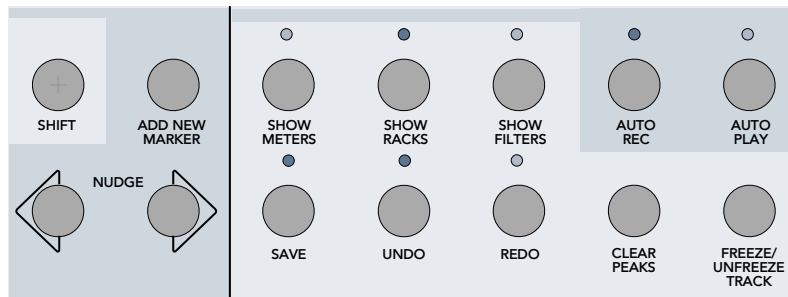 SHIFT
ADD NEW
MARKER
SHOW
METERS
SHOW
RACKS
SHOW
FILTERS
AUTO
REC
AUTO
PLAY
NUDGE
SAVE
UNDO
REDO
CLEAR
PEAKS
FREEZE/
UNFREEZE
TRACK